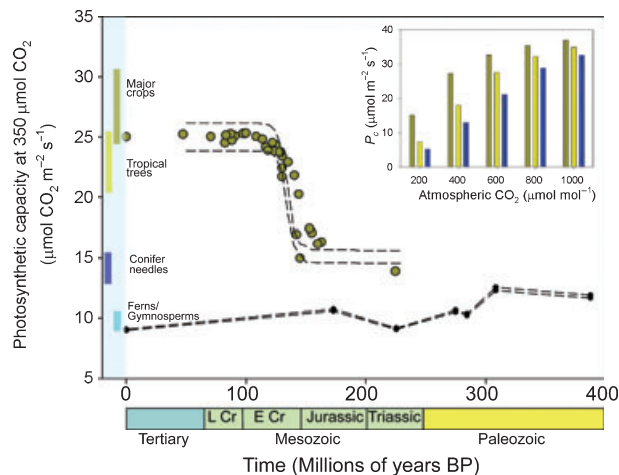 Photosynthetic capacity at 350 μmol CO2
(μmol CO2 m-2 s-1)
35
30
25
20
15
10
5
Major
crops
Tropical
trees
Conifer
needles
Ferns/
Gymnosperms
Pc (μmol m-2 s-1)
40
30
20
10
0
200 400 600 800 1000
Atmospheric CO2 (μmol mol-1)
0 100 200 300 400
L Cr E Cr Jurassic Triassic
Tertiary Mesozoic Paleozoic
Time (Millions of years BP)